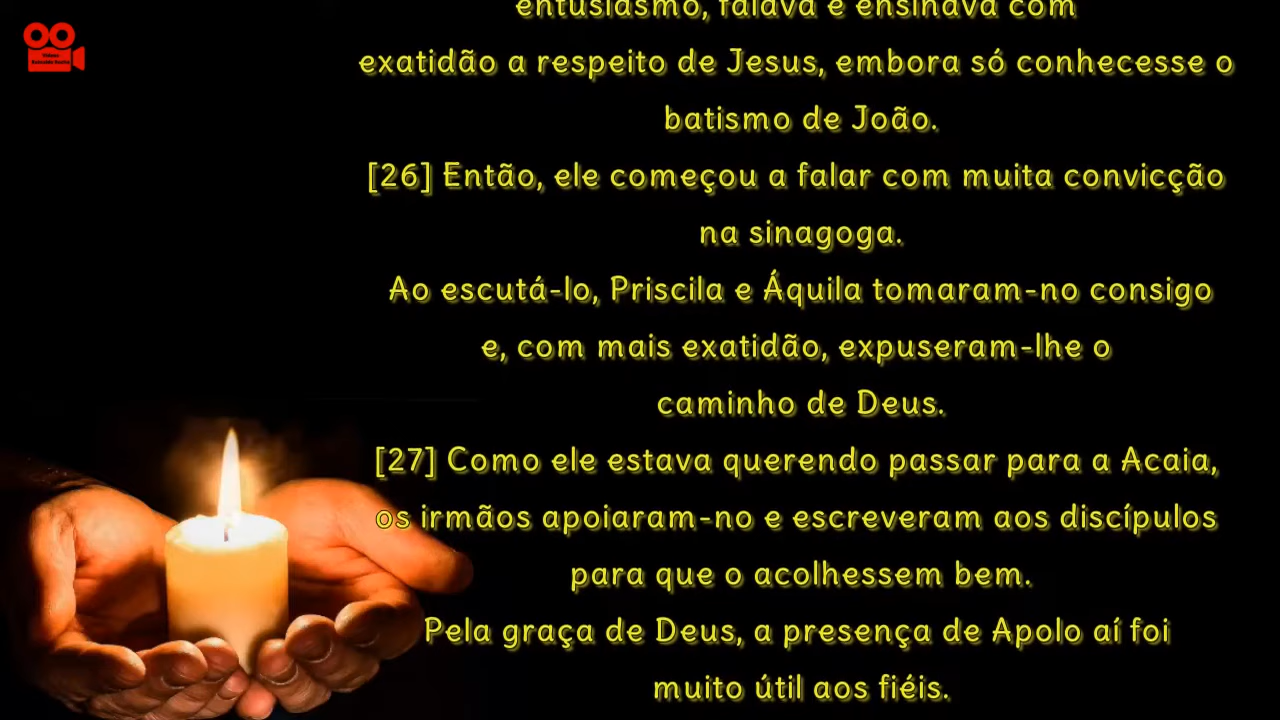 entusiasmo, falava e ensinava com
exatidão a respeito de Jesus, embora só conhecesse o
batismo de João.
[26] Então, ele começou a falar com muita convicção
na sinagoga.
Ao escutá-lo, Priscila e Áquila tomaram-no consigo
e, com mais exatidão, expuseram-lhe o
caminho de Deus.
[27] Como ele estava querendo passar para a Acaia,
os irmãos apoiaram-no e escreveram aos discípulos
para que o acolhessem bem.
Pela graça de Deus, a presença de Apolo aí foi
muito útil aos fiéis.